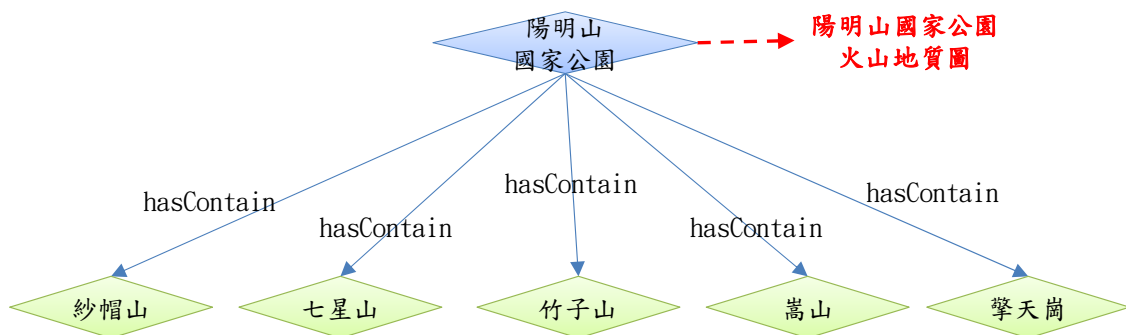 陽明山
國家公園
陽明山國家公園
火山地質圖
hasContain
hasContain
hasContain
hasContain
hasContain
紗帽山
七星山
竹子山
嵩山
擎天崗